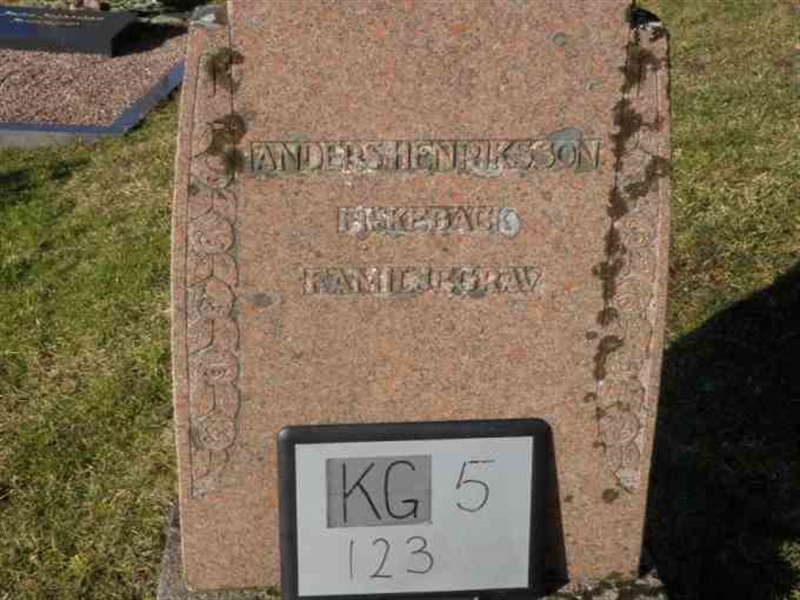 ANDERS HENRIKSSON
FISKEBÄCK
FAMILJEGRAV
KG 5
123